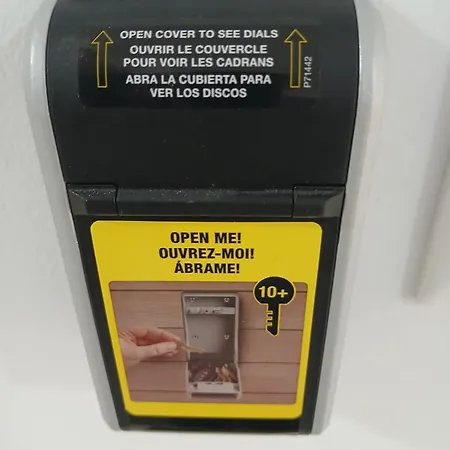 OPEN COVER TO SEE DIALS
OUVRIR LE COUVERCLE
POUR VOIR LES CADRANS
ABRA LA CUBIERTA PARA
VER LOS DISCOS
P71442
OPEN ME!
OUVREZ-MOI!
ÁBRAME!
10+